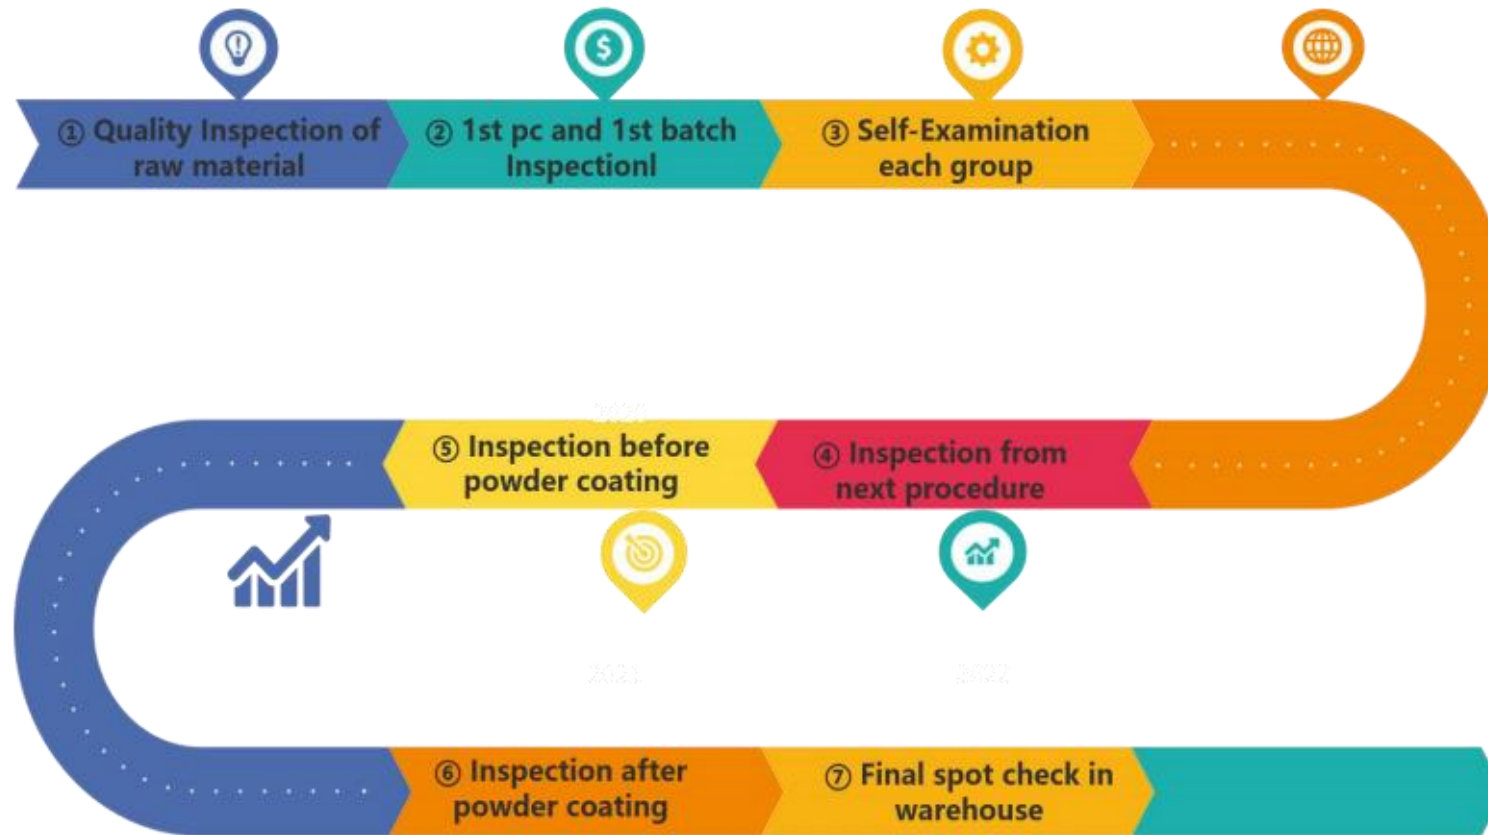 ① Quality Inspection of
raw material
② 1st pc and 1st batch
Inspectionl
③ Self-Examination
each group
⑤ Inspection before
powder coating
④ Inspection from
next procedure
⑥ Inspection after
powder coating
⑦ Final spot check in
warehouse